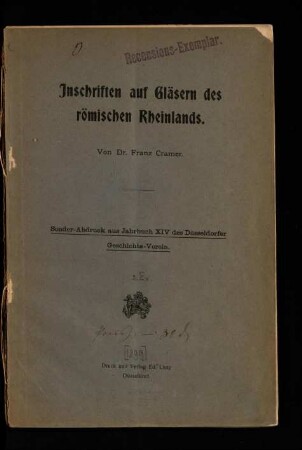 Recensions-Exemplar.
Inschriften auf Gläsern des
römischen Rheinlands.
Von Dr. Franz Cramer.
Sonder-Abdruck aus Jahrbuch XIV des Düsseldorfer
Geschichts-Verein.
Druck und Verlag Ed. Lintz
Düsseldorf.